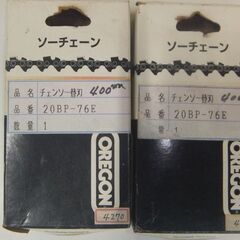 ソーチェーン
品名 チェンソー替刃 400mm
品番 20BP-76E
数量 1
OREGON
4270
ソーチェーン
品名 チェンソー替刃 400
品番 20BP-76E
数量 1
OREGON